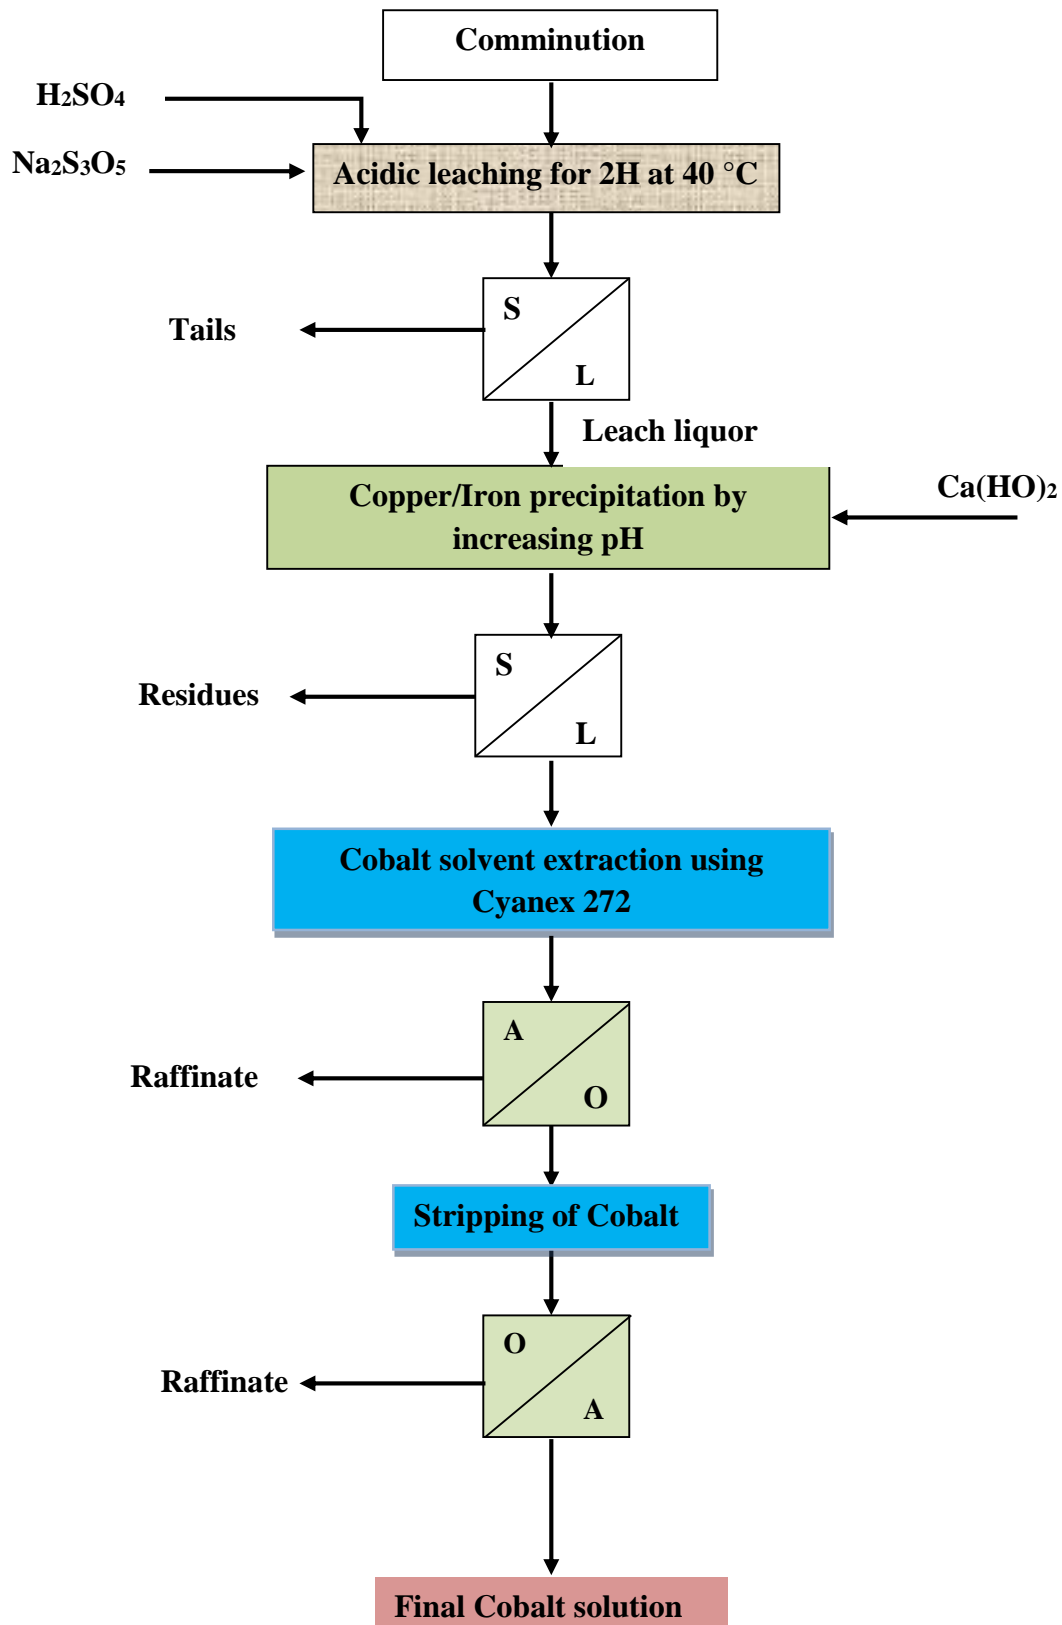 Comminution
H₂SO₄
Na₂S₃O₅
Acidic leaching for 2H at 40 °C
S
L
Tails
Leach liquor
Copper/Iron precipitation by
increasing pH
Ca(HO)₂
S
L
Residues
Cobalt solvent extraction using
Cyanex 272
A
O
Raffinate
Stripping of Cobalt
O
A
Raffinate
Final Cobalt solution